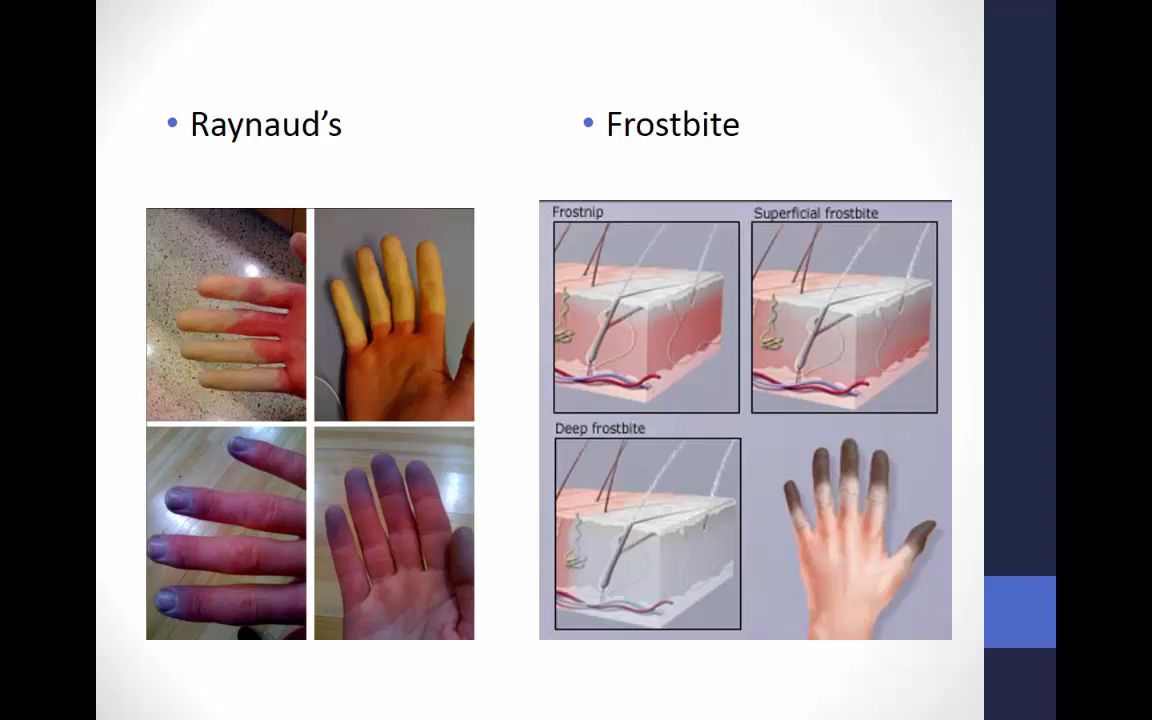 • Raynaud’s
• Frostbite
Frostnip
Superficial frostbite
Deep frostbite